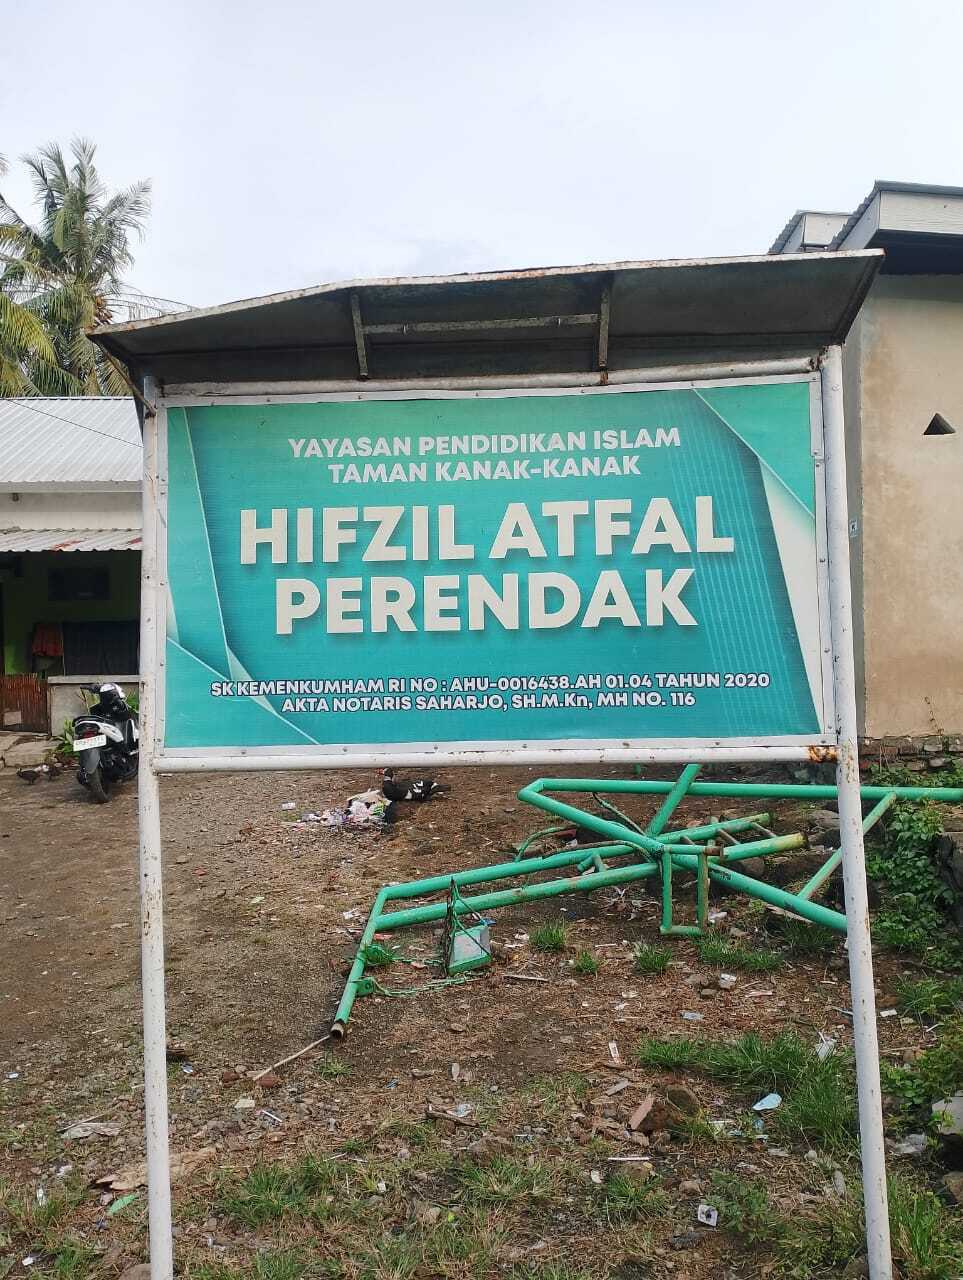 YAYASAN PENDIDIKAN ISLAM
TAMAN KANAK-KANAK
HIFZIL ATFAL
PERENDAK
SK KEMENKUMHAM RI NO : AHU-0016438.AH 01.04 TAHUN 2020
AKTA NOTARIS SAHARJO, SH.M.Kn, MH NO. 116